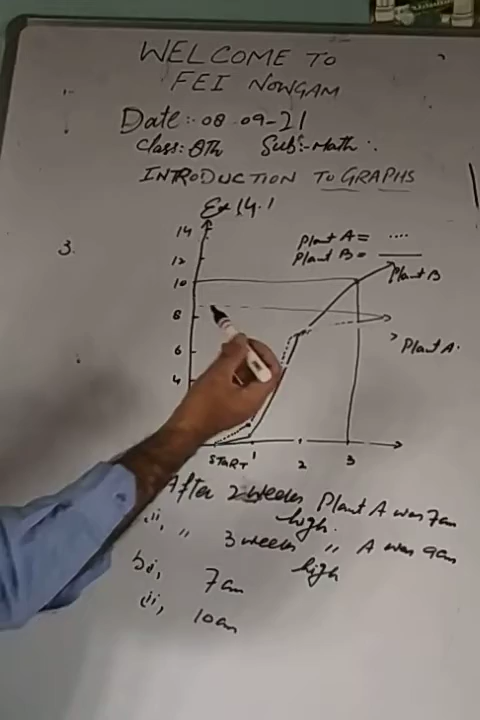 WELCOME TO
FEI NOWGAM
Date:- 08-09-21
Class: 8Th Sub:- Math :.
INTRODUCTION TO GRAPHS
Ex 14.1
3.
Plant A = ....
Plant B = ____
14
12
10
8
6
4
Plant B
Plant A.
START 1 2 3
After 2 weeks Plant A was 7cm
high.
ii, " 3 weeks " A was 9cm
high
b i, 7cm
ii, 10cm